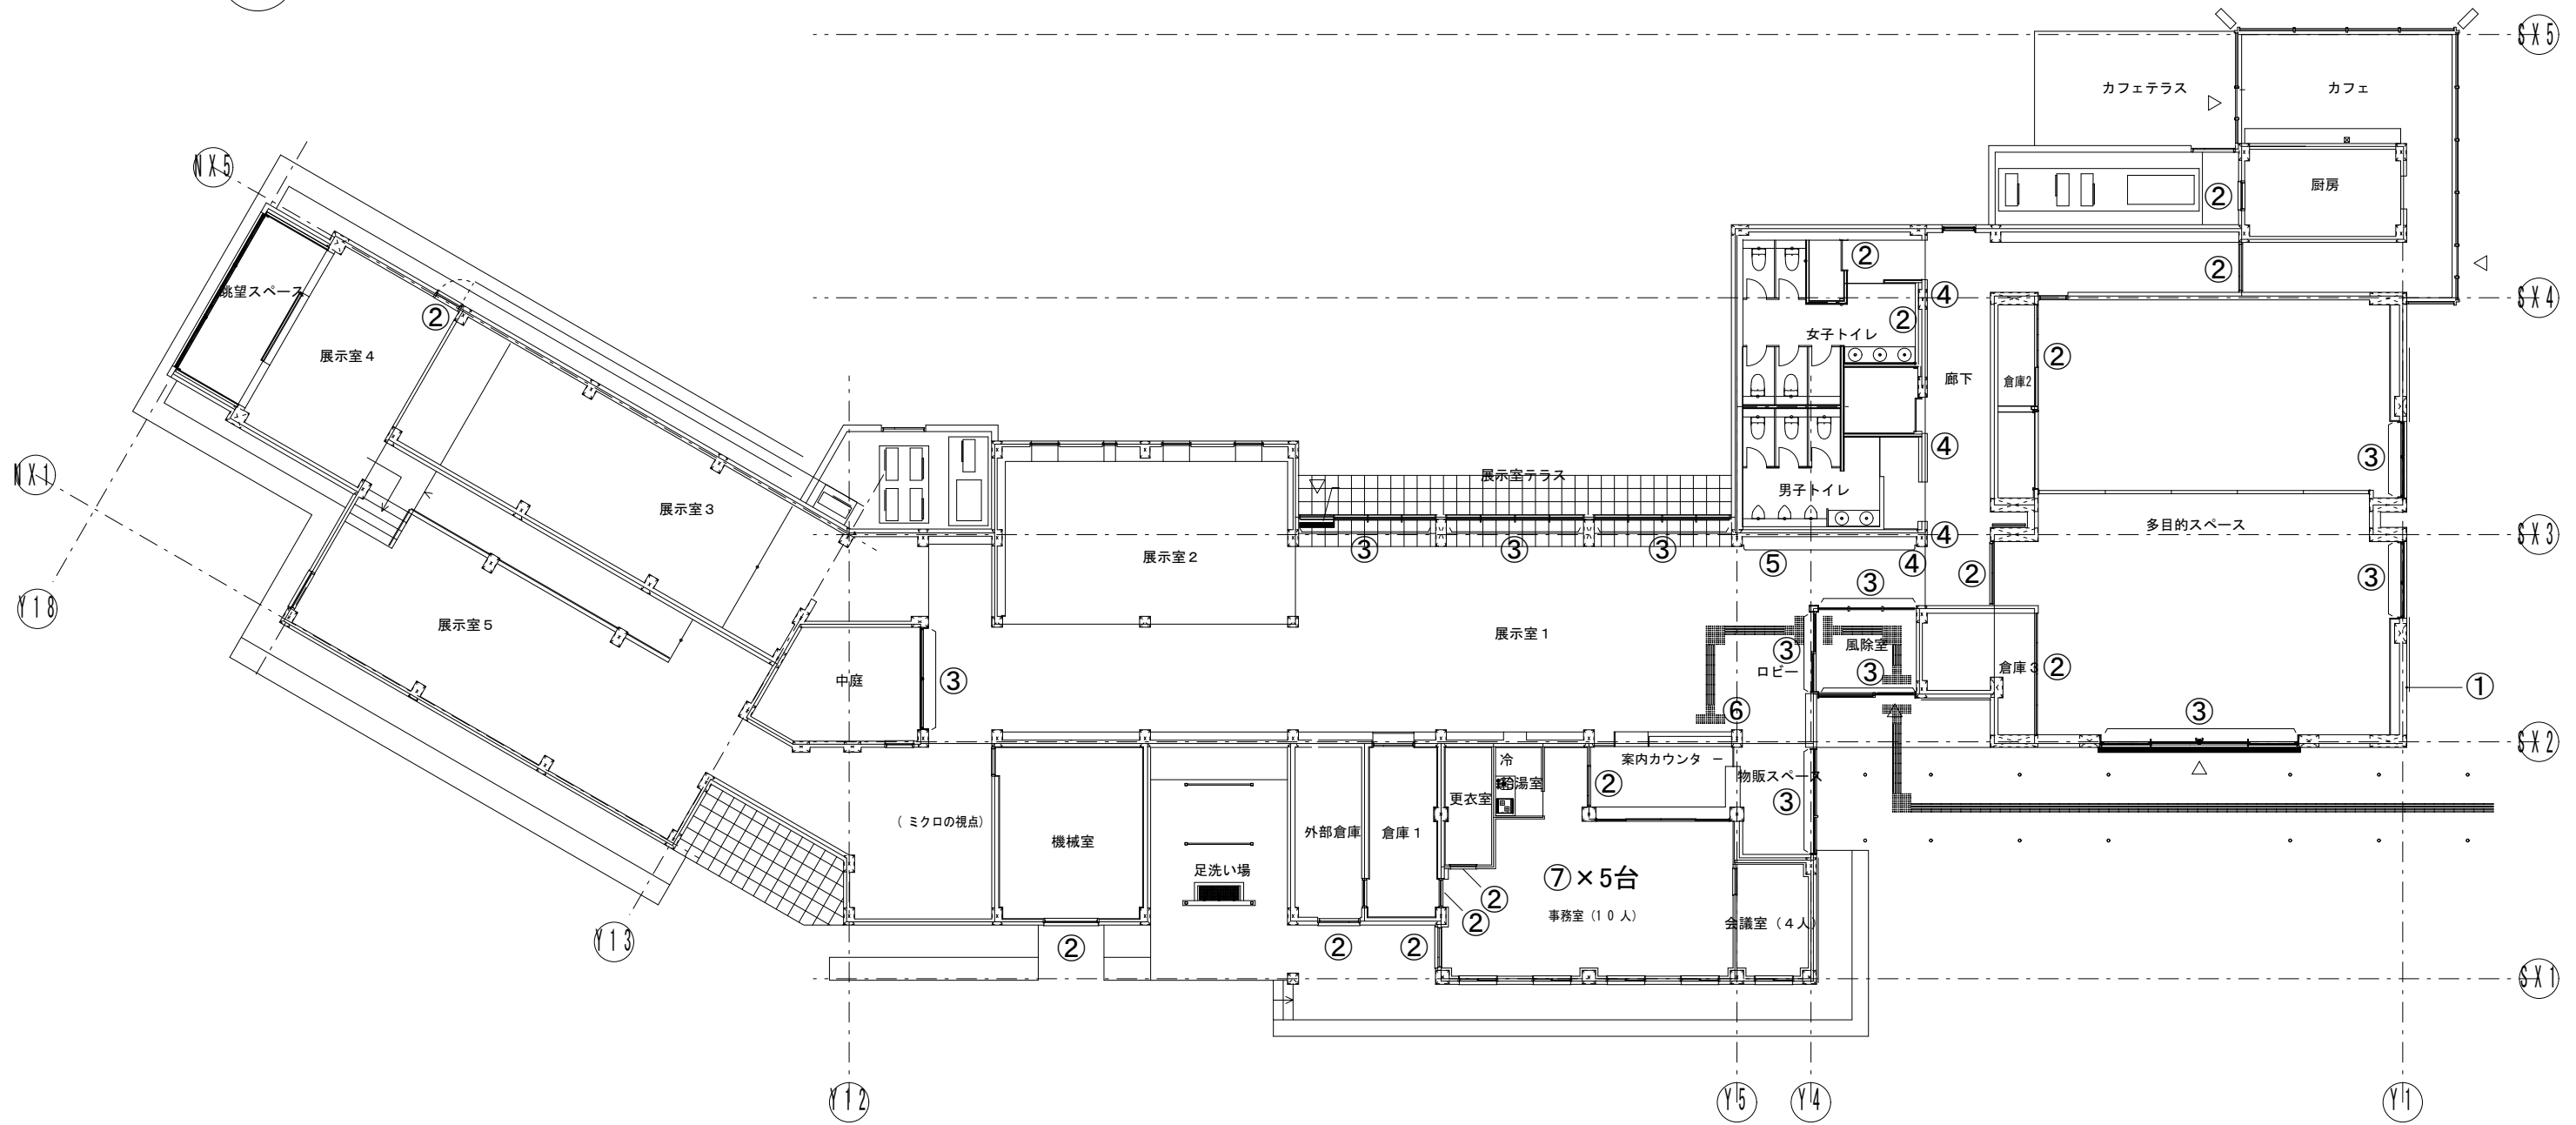 SX5
カフェテラス
カフェ
NX5
厨房
②
②
②
眺望スペース
④
SX4
②
②
女子トイレ
展示室4
②
廊下
倉庫2
④
③
NX1
展示室テラス
男子トイレ
展示室3
多目的スペース
④
SX3
③
③
③
展示室2
⑤
④
②
③
③
Y18
展示室5
展示室1
風除室
③
ロビー
③
倉庫3
②
中庭
③
①
⑥
③
SX2
冷
案内カウンター
給湯室
②
物販スペース
更衣室
③
(ミクロの視点)
外部倉庫
倉庫1
機械室
足洗い場
⑦×5台
②
事務室(10人)
②
会議室(4人)
Y13
②
②
②
SX1
Y12
Y5
Y4
Y1